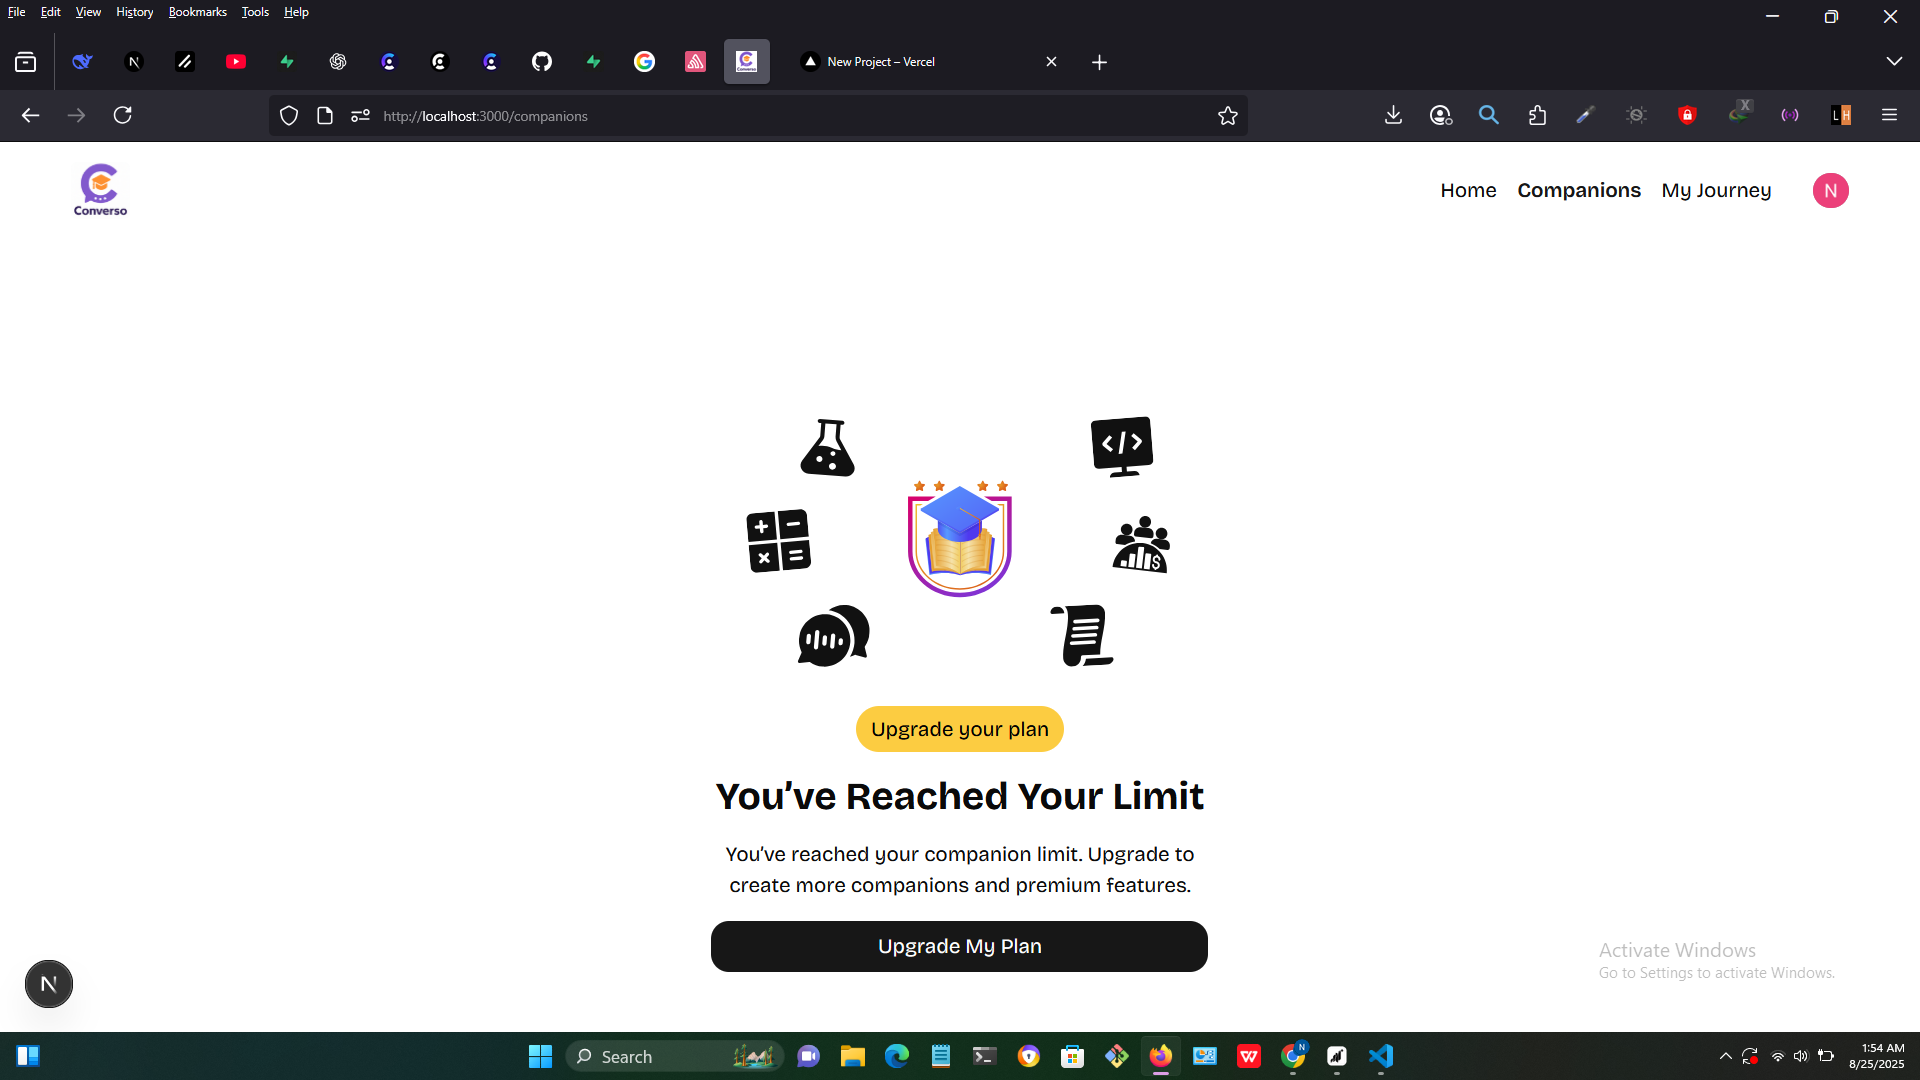 File Edit View History Bookmarks Tools Help
New Project – Vercel
http://localhost:3000/companions
X
L H
Converso
Home Companions My Journey N
Upgrade your plan
You’ve Reached Your Limit
You’ve reached your companion limit. Upgrade to
create more companions and premium features.
Upgrade My Plan
N
Activate Windows
Go to Settings to activate Windows.
Search
1:54 AM
8/25/2025